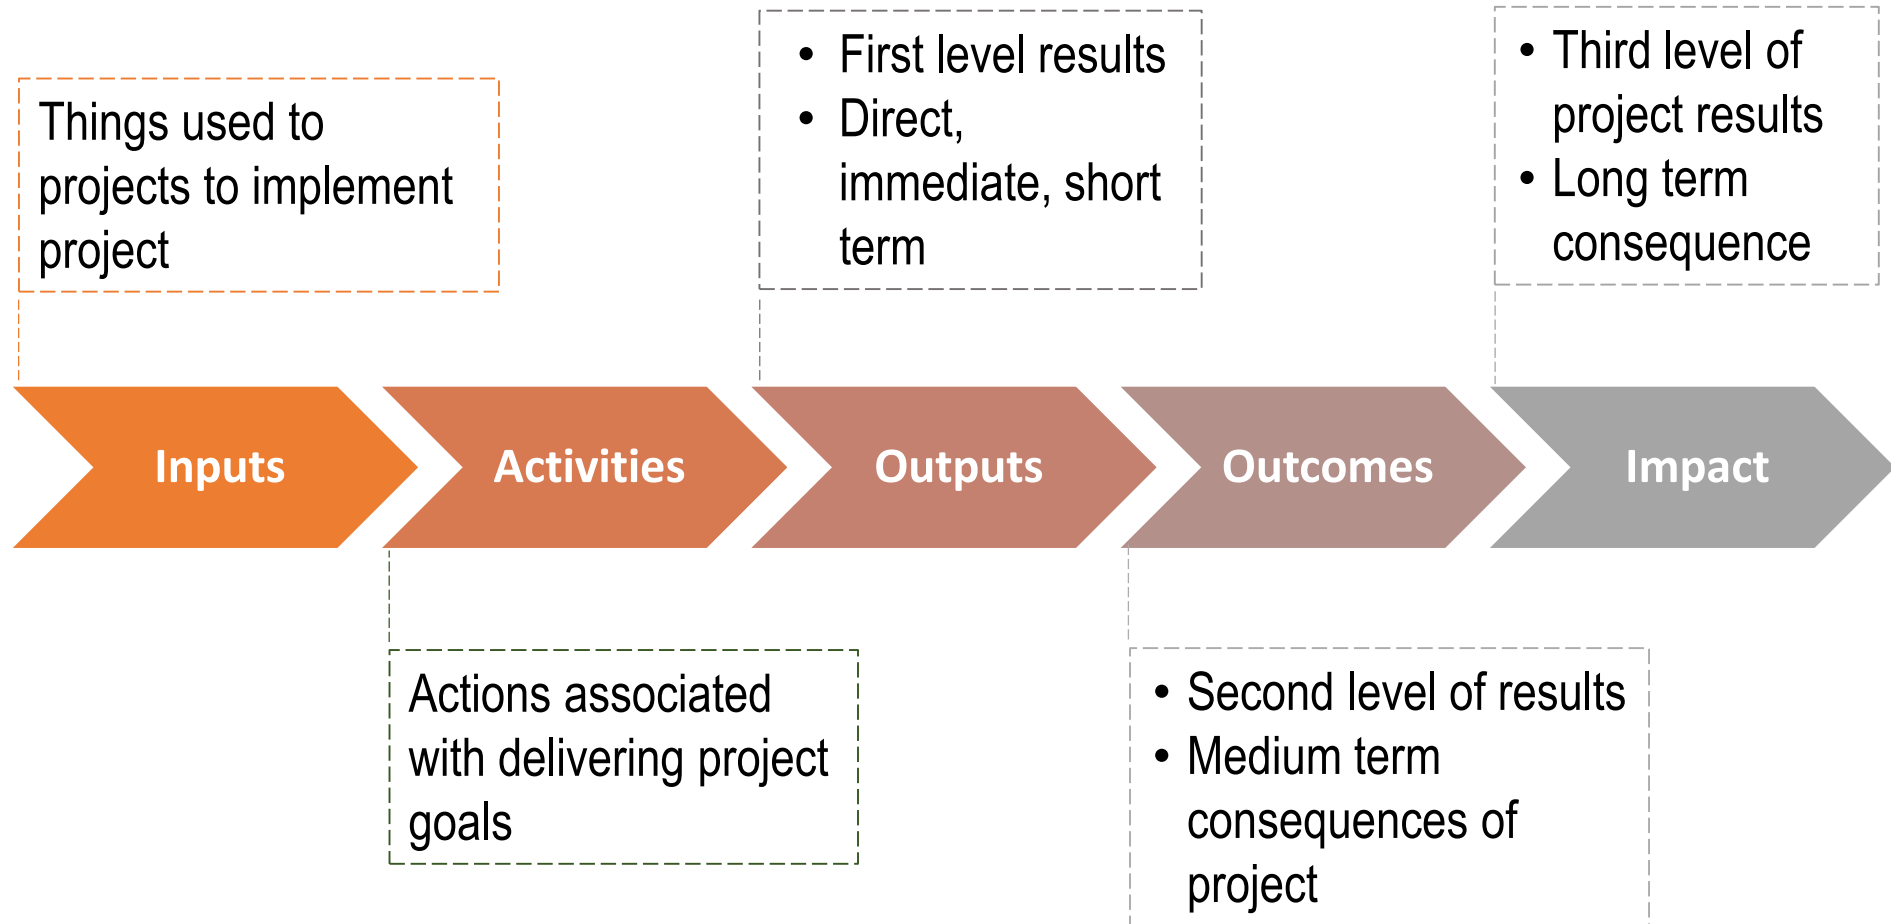 Things used to
projects to implement
project
• First level results
• Direct,
immediate, short
term
• Third level of
project results
• Long term
consequence
Inputs
Activities
Outputs
Outcomes
Impact
Actions associated
with delivering project
goals
• Second level of results
• Medium term
consequences of
project